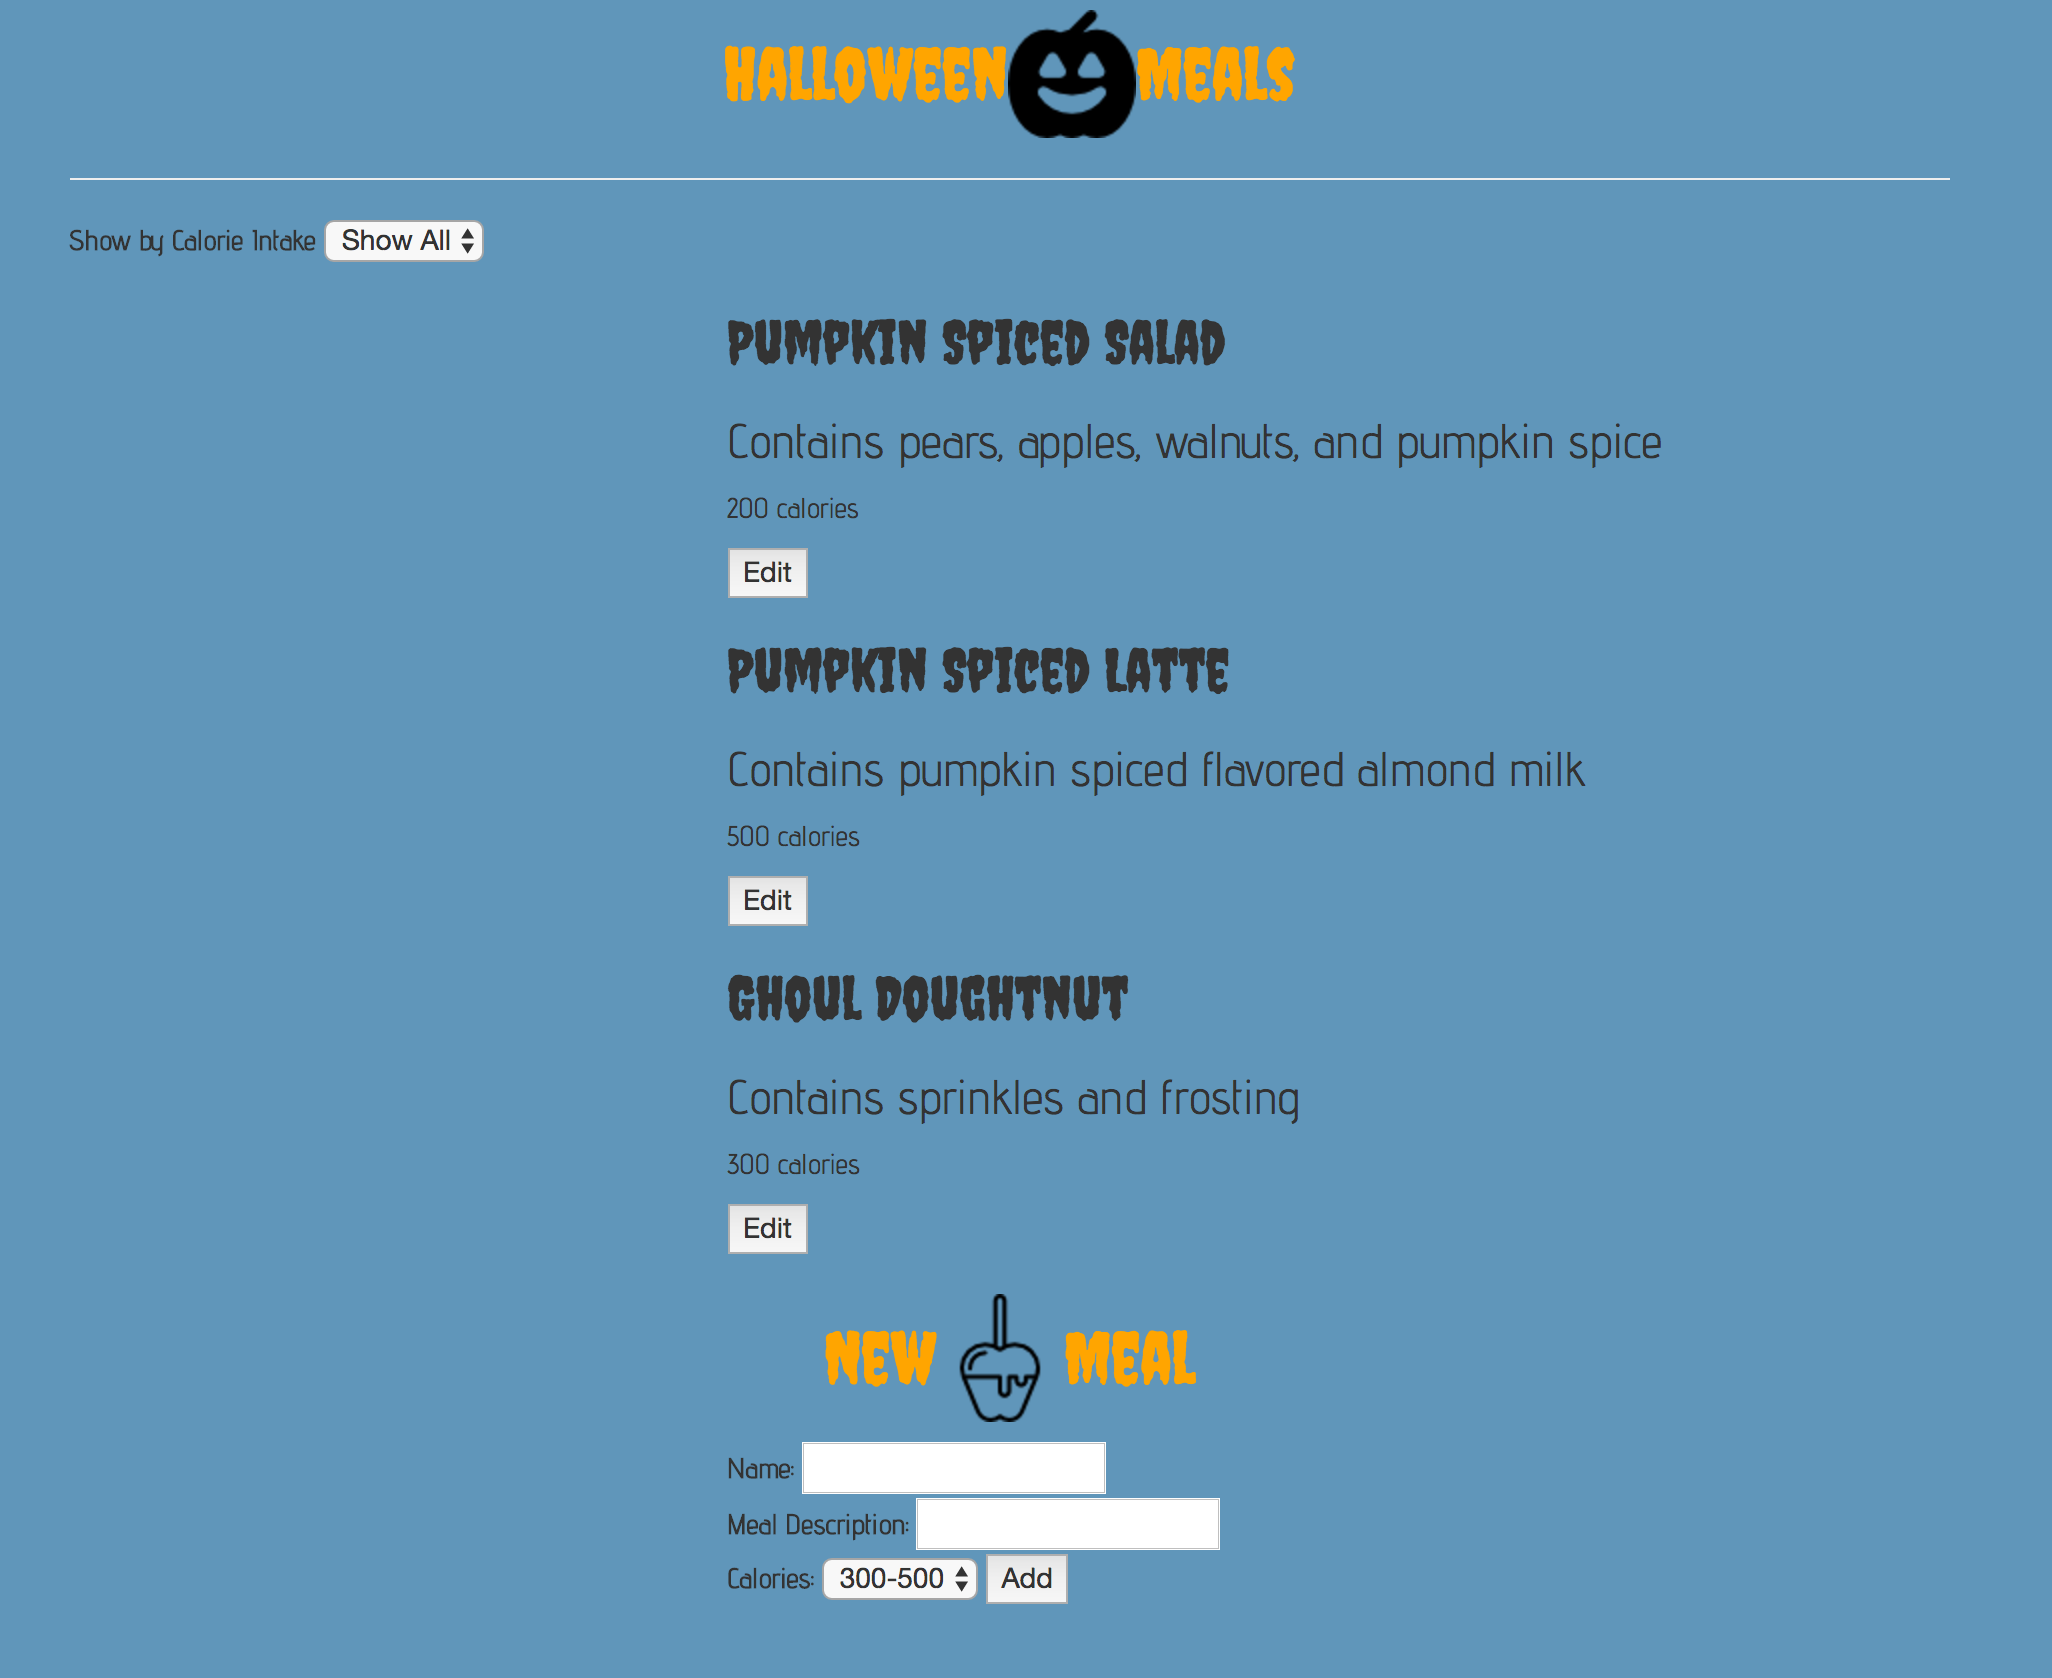 HALLOWEEN MEALS
Show by Calorie Intake Show All
PUMPKIN SPICED SALAD
Contains pears, apples, walnuts, and pumpkin spice
200 calories
Edit
PUMPKIN SPICED LATTE
Contains pumpkin spiced flavored almond milk
500 calories
Edit
GHOUL DOUGHTNUT
Contains sprinkles and frosting
300 calories
Edit
NEW MEAL
Name:
Meal Description:
Calories: 300-500 Add